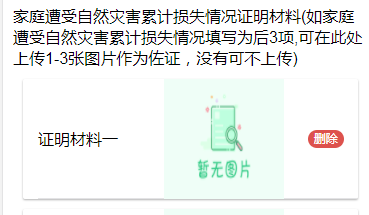 家庭遭受自然灾害累计损失情况证明材料(如家庭
遭受自然灾害累计损失情况填写为后3项,可在此处
上传1-3张图片作为佐证，没有可不上传)
证明材料一
暂无图片
删除